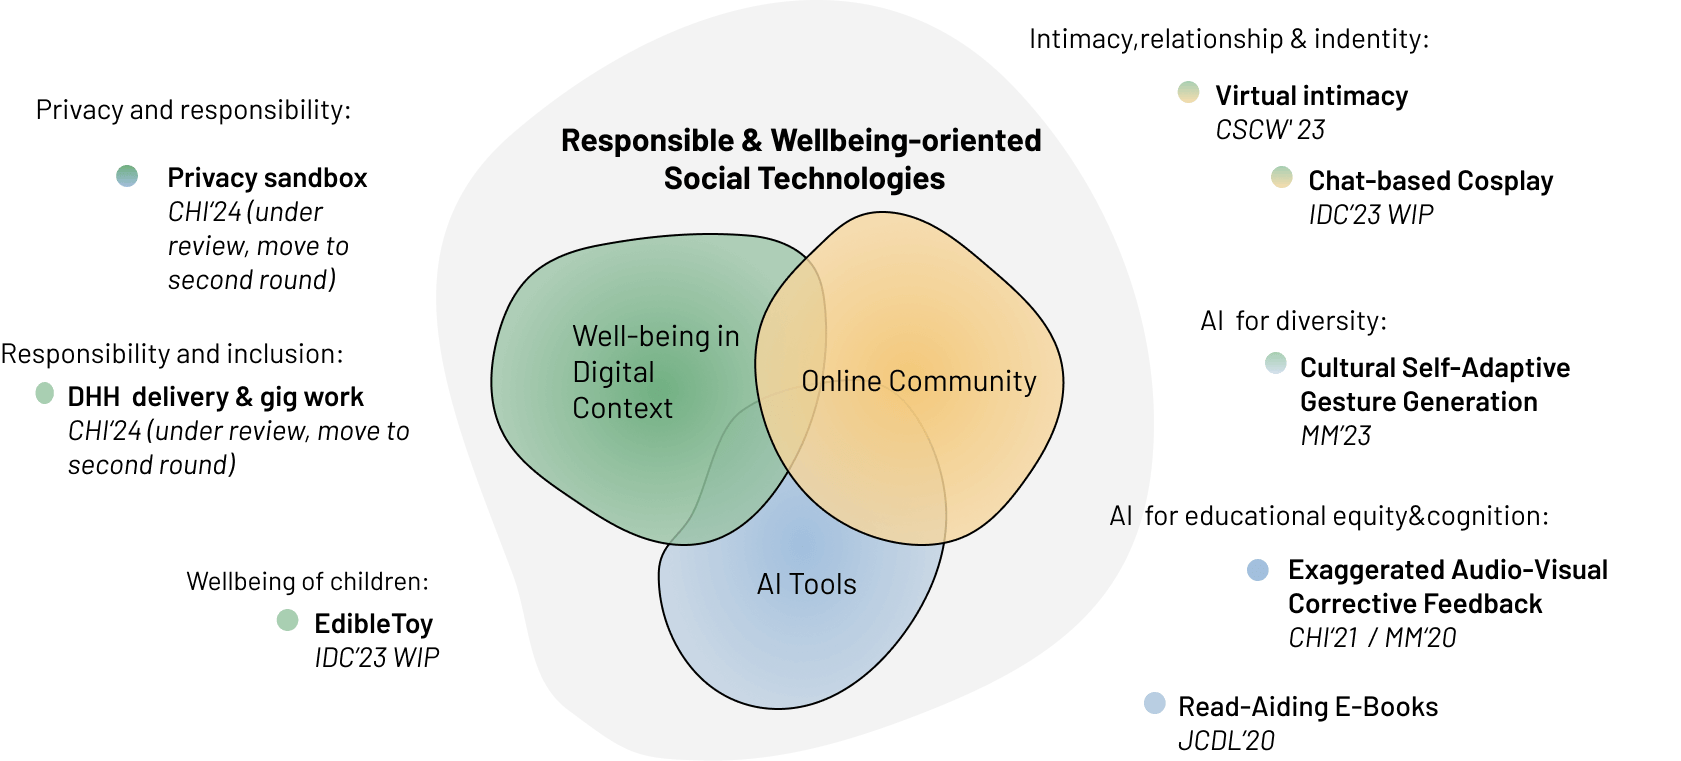 Privacy and responsibility:
Privacy sandbox
CHI'24 (under
review, move to
second round)
Responsibility and inclusion:
DHH delivery & gig work
CHI'24 (under review, move to
second round)
Wellbeing of children:
EdibleToy
IDC'23 WIP
Responsible & Wellbeing-oriented
Social Technologies
Well-being in
Digital
Context
Online Community
AI Tools
Intimacy,relationship & indentity:
Virtual intimacy
CSCW' 23
Chat-based Cosplay
IDC'23 WIP
AI for diversity:
Cultural Self-Adaptive
Gesture Generation
MM'23
AI for educational equity&cognition:
Exaggerated Audio-Visual
Corrective Feedback
CHI'21 / MM'20
Read-Aiding E-Books
JCDL'20